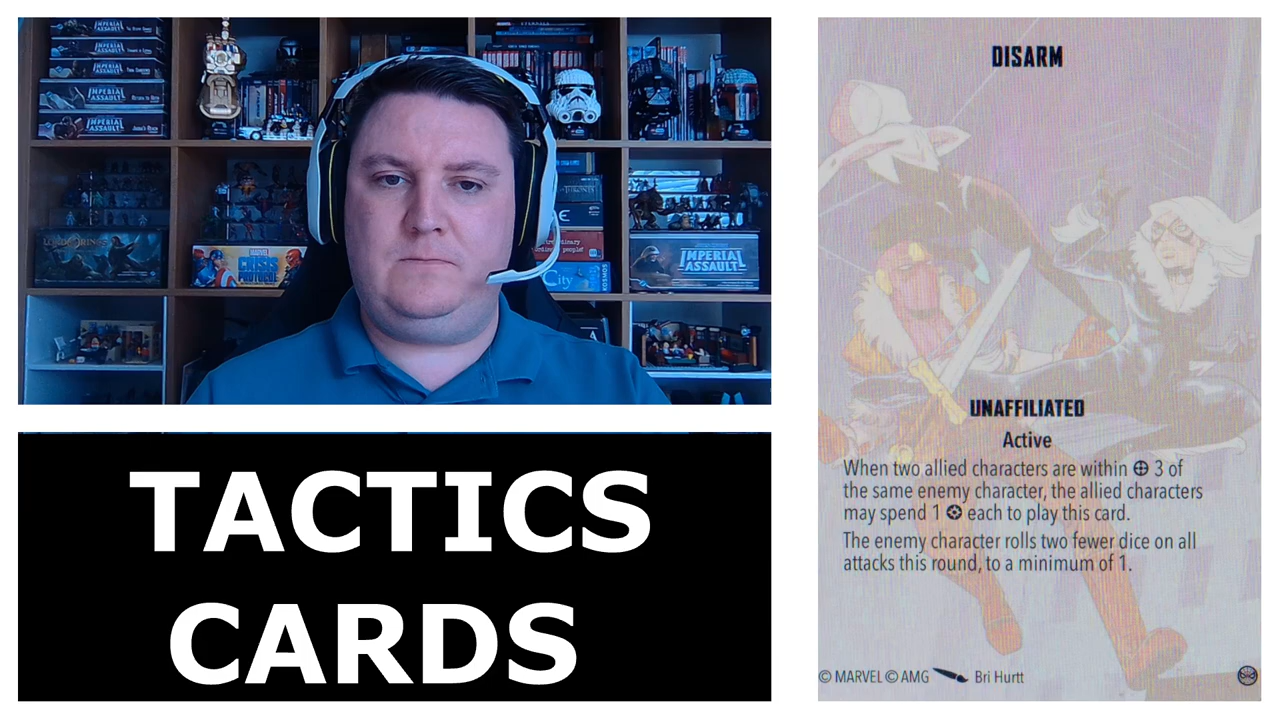 IMPERIAL
ASSAULT
IMPERIAL
ASSAULT
MARVEL
CRISIS
PROTOCOL
City
KOSMOS
IMPERIAL
ASSAULT
TACTICS
CARDS
DISARM
UNAFFILIATED
Active
When two allied characters are within 3 of
the same enemy character, the allied characters
may spend 1 each to play this card.
The enemy character rolls two fewer dice on all
attacks this round, to a minimum of 1.
© MARVEL © AMG Bri Hurtt